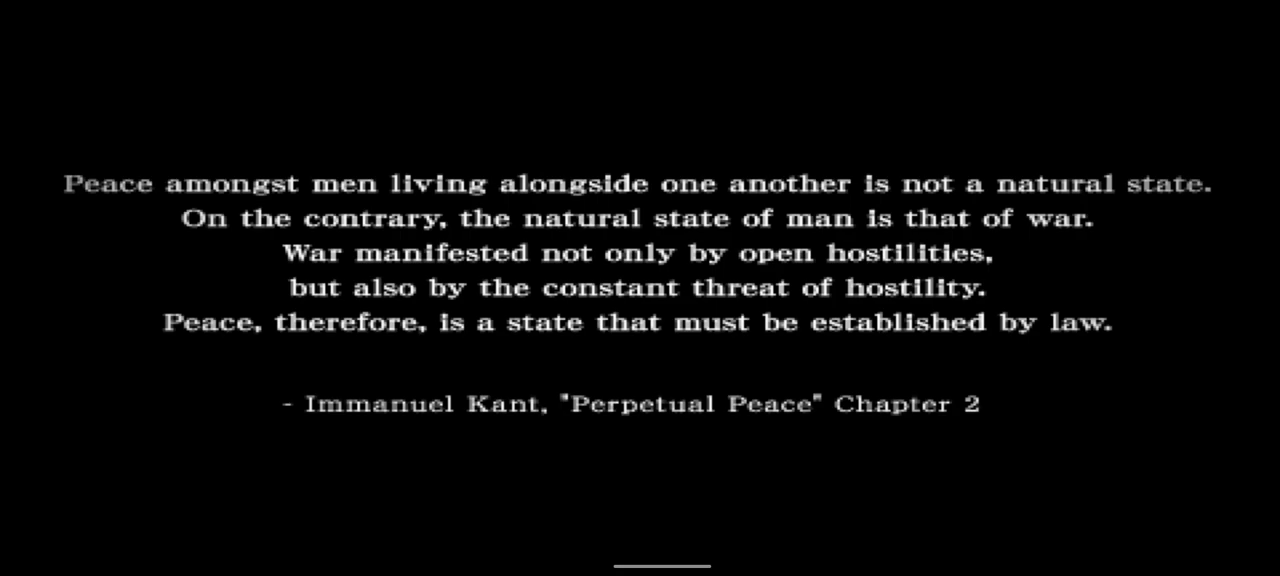 Peace amongst men living alongside one another is not a natural state.
On the contrary, the natural state of man is that of war.
War manifested not only by open hostilities,
but also by the constant threat of hostility.
Peace, therefore, is a state that must be established by law.
- Immanuel Kant, "Perpetual Peace" Chapter 2